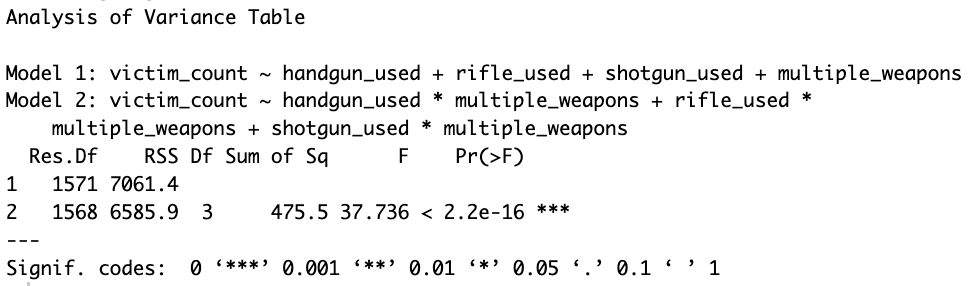 Analysis of Variance Table
Model 1: victim_count ~ handgun_used + rifle_used + shotgun_used + multiple_weapons
Model 2: victim_count ~ handgun_used * multiple_weapons + rifle_used *
    multiple_weapons + shotgun_used * multiple_weapons
  Res.Df    RSS Df Sum of Sq      F    Pr(>F)
1   1571 7061.4
2   1568 6585.9  3     475.5 37.736 < 2.2e-16 ***
---
Signif. codes:  0 ‘***’ 0.001 ‘**’ 0.01 ‘*’ 0.05 ‘.’ 0.1 ‘ ’ 1